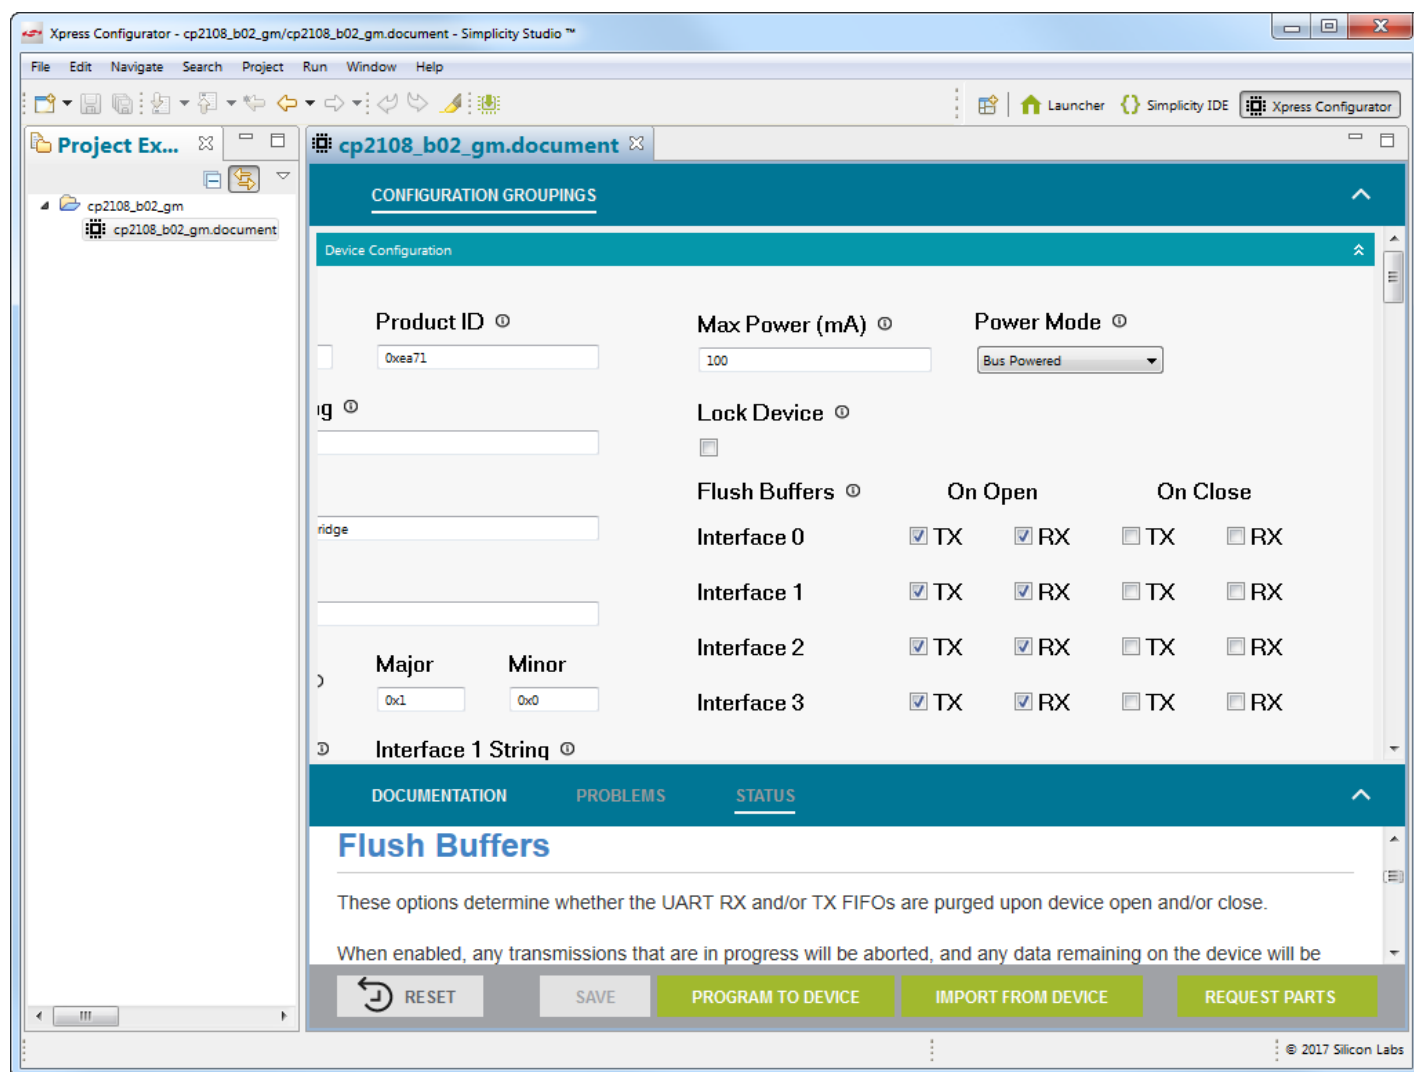 Xpress Configurator - cp2108_b02_gm/cp2108_b02_gm.document - Simplicity Studio ™
File Edit Navigate Search Project Run Window Help
Launcher Simplicity IDE Xpress Configurator
Project Ex...
cp2108_b02_gm.document
cp2108_b02_gm
cp2108_b02_gm.document
CONFIGURATION GROUPINGS
Device Configuration
Product ID Max Power (mA) Power Mode
0xea71 100 Bus Powered
g Lock Device
Flush Buffers On Open On Close
ridge Interface 0 TX RX TX RX
Interface 1 TX RX TX RX
Interface 2 TX RX TX RX
Major Minor
0x1 0x0 Interface 3 TX RX TX RX
Interface 1 String
DOCUMENTATION PROBLEMS STATUS
Flush Buffers
These options determine whether the UART RX and/or TX FIFOs are purged upon device open and/or close.
When enabled, any transmissions that are in progress will be aborted, and any data remaining on the device will be
RESET SAVE PROGRAM TO DEVICE IMPORT FROM DEVICE REQUEST PARTS
© 2017 Silicon Labs